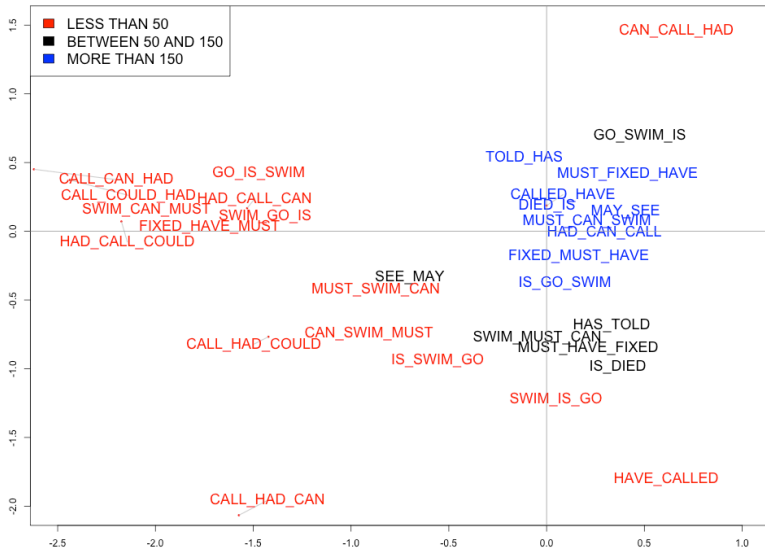 LESS THAN 50
BETWEEN 50 AND 150
MORE THAN 150
CAN_CALL_HAD
GO_SWIM_IS
TOLD_HAS
MUST_FIXED_HAVE
CALL_CAN_HAD
GO_IS_SWIM
CALL_COULD_HAD
HAD_CALL_CAN
CALLED_HAVE
SWIM_CAN_MUST
SWIM_GO_IS
DIED_IS
MAY_SEE
FIXED_HAVE_MUST
MUST_CAN_SWIM
HAD_CALL_COULD
HAD_CAN_CALL
FIXED_MUST_HAVE
SEE_MAY
IS_GO_SWIM
MUST_SWIM_CAN
HAS_TOLD
CAN_SWIM_MUST
SWIM_MUST_CAN
CALL_HAD_COULD
MUST_HAVE_FIXED
IS_SWIM_GO
IS_DIED
SWIM_IS_GO
HAVE_CALLED
CALL_HAD_CAN
1.5
1.0
0.5
0.0
-0.5
-1.0
-1.5
-2.0
-2.5 -2.0 -1.5 -1.0 -0.5 0.0 0.5 1.0